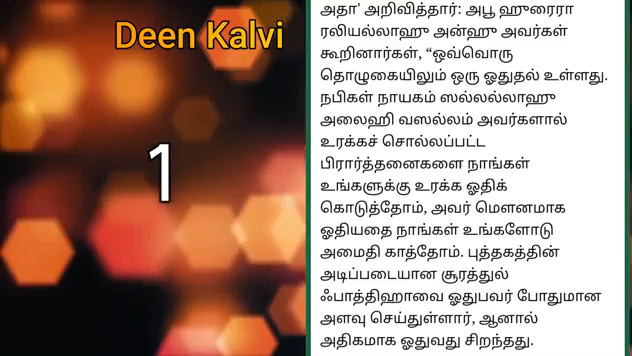 Deen Kalvi
1
அதா' அறிவித்தார்: அபூ ஹுரைரா
ரலியல்லாஹு அன்ஹு அவர்கள்
கூறினார்கள், “ஒவ்வொரு
தொழுகையிலும் ஒரு ஓதுதல் உள்ளது.
நபிகள் நாயகம் ஸல்லல்லாஹு
அலைஹி வஸல்லம் அவர்களால்
உரக்கச் சொல்லப்பட்ட
பிரார்த்தனைகளை நாங்கள்
உங்களுக்கு உரக்க ஓதிக்
கொடுத்தோம், அவர் மௌனமாக
ஓதியதை நாங்கள் உங்களோடு
அமைதி காத்தோம். புத்தகத்தின்
அடிப்படையான சூரத்துல்
ஃபாத்திஹாவை ஓதுபவர் போதுமான
அளவு செய்துள்ளார், ஆனால்
அதிகமாக ஓதுவது சிறந்தது.